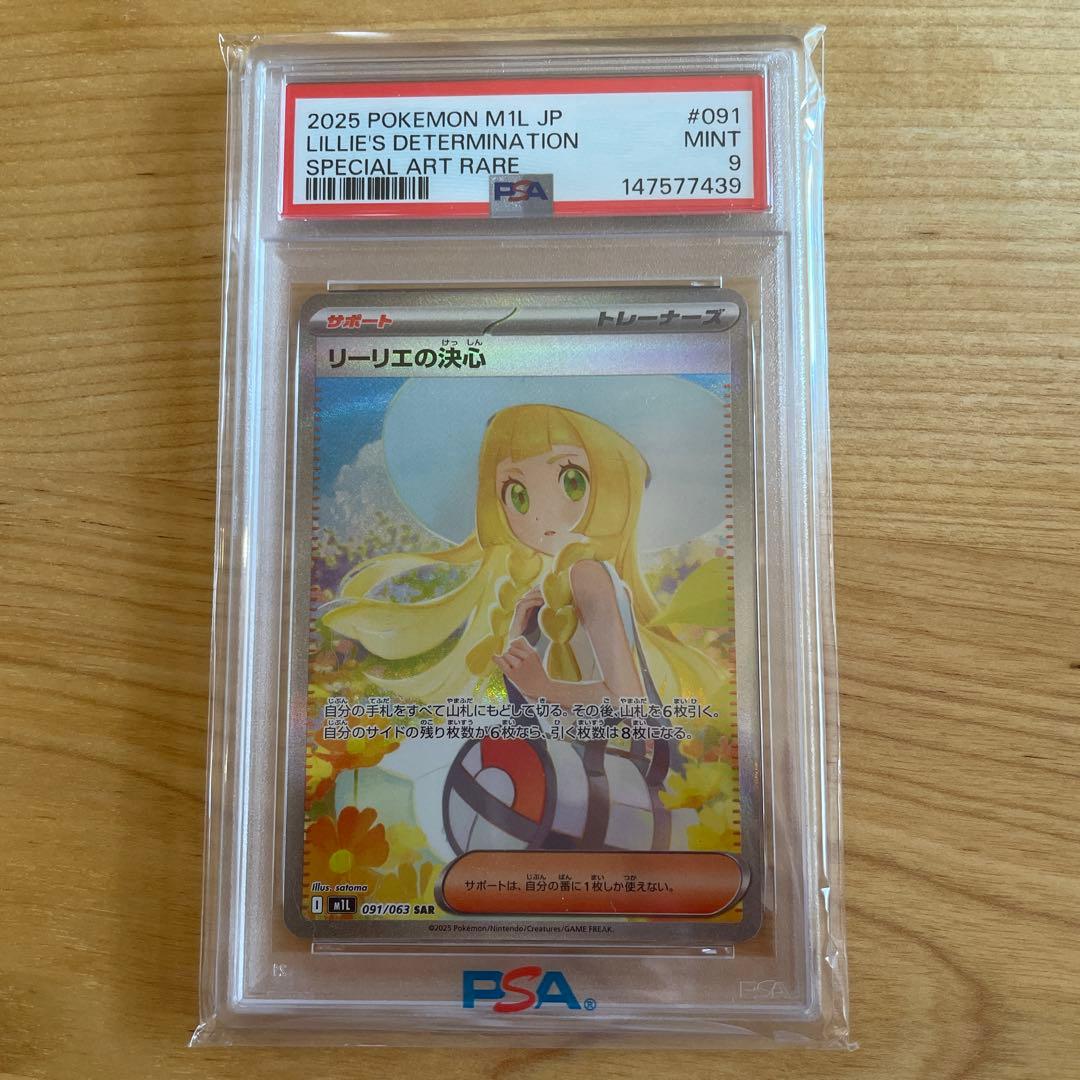 2025 POKEMON M1L JP #091
LILLIE'S DETERMINATION MINT
SPECIAL ART RARE 9
PSA 147577439
サポート トレーナーズ
けっしん
リーリエの決心
じぶん てふだ やまふだ き ご やまふだ まい ひ
自分の手札をすべて山札にもどして切る。その後、山札を6枚引く。
じぶん のこ まいすう まい ひ まいすう まい
自分のサイドの残り枚数が6枚なら、引く枚数は8枚になる。
じぶん ばん まい つか
サポートは、自分の番に1枚しか使えない。
Illus. satoma
I M1L 091/063 SAR
©2025 Pokémon/Nintendo/Creatures/GAME FREAK.
PSA®
PSA